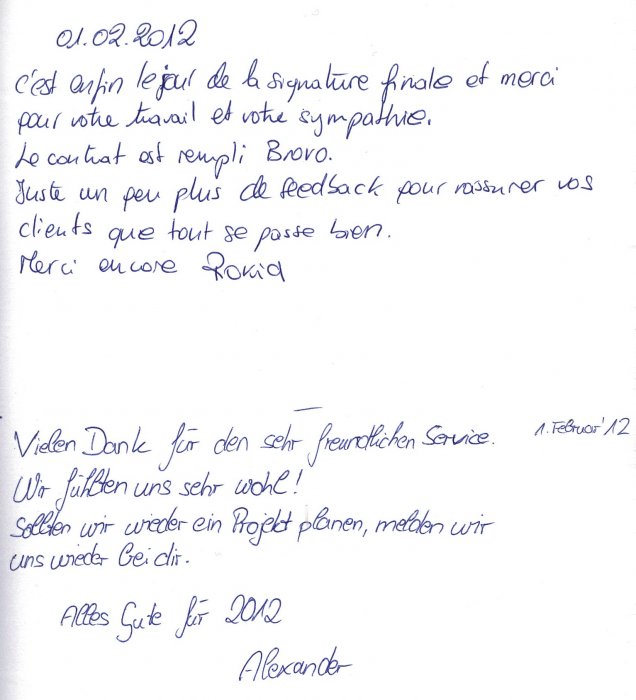 01.02.2012
c'est enfin le jour de la signature finale et merci
pour votre travail et votre sympathie.
Le contrat est rempli Bravo.
Juste un peu plus de feedback pour rassurer vos
clients que tout se passe bien.
Merci encore Rokia
Vielen Dank für den sehr freundlichen Service. 1. Februar '12
Wir fühlten uns sehr wohl!
Sollten wir wieder ein Projekt planen, melden wir
uns wieder bei dir.
Alles Gute für 2012
Alexander